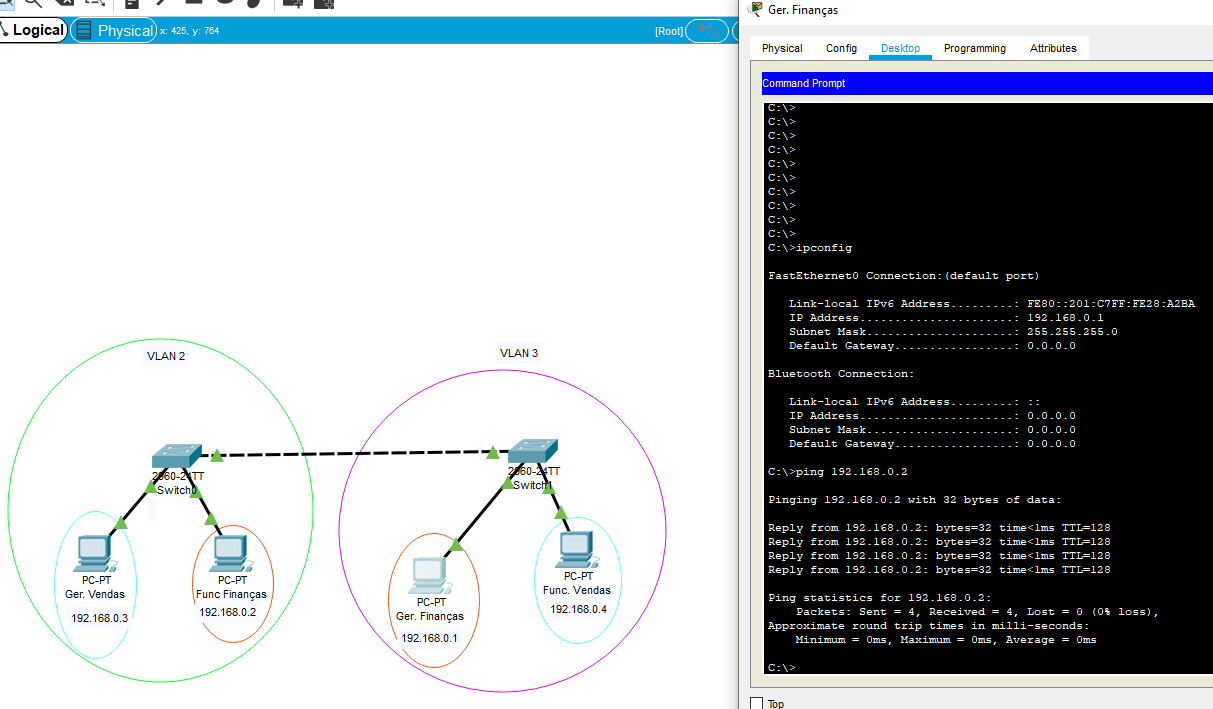 Logical
Physical x: 425, y: 764
[Root]
VLAN 2
VLAN 3
2960-24TT
Switch0
2960-24TT
Switch1
PC-PT
Ger. Vendas
192.168.0.3
PC-PT
Func Finanças
192.168.0.2
PC-PT
Ger. Finanças
192.168.0.1
PC-PT
Func. Vendas
192.168.0.4
Ger. Finanças
Physical Config Desktop Programming Attributes
Command Prompt
C:\>
C:\>
C:\>
C:\>
C:\>
C:\>
C:\>
C:\>
C:\>
C:\>
C:\>ipconfig
FastEthernet0 Connection:(default port)
Link-local IPv6 Address.........: FE80::201:C7FF:FE28:A2BA
IP Address......................: 192.168.0.1
Subnet Mask.....................: 255.255.255.0
Default Gateway.................: 0.0.0.0
Bluetooth Connection:
Link-local IPv6 Address.........: ::
IP Address......................: 0.0.0.0
Subnet Mask.....................: 0.0.0.0
Default Gateway.................: 0.0.0.0
C:\>ping 192.168.0.2
Pinging 192.168.0.2 with 32 bytes of data:
Reply from 192.168.0.2: bytes=32 time<1ms TTL=128
Reply from 192.168.0.2: bytes=32 time<1ms TTL=128
Reply from 192.168.0.2: bytes=32 time<1ms TTL=128
Reply from 192.168.0.2: bytes=32 time<1ms TTL=128
Ping statistics for 192.168.0.2:
Packets: Sent = 4, Received = 4, Lost = 0 (0% loss),
Approximate round trip times in milli-seconds:
Minimum = 0ms, Maximum = 0ms, Average = 0ms
C:\>
Top